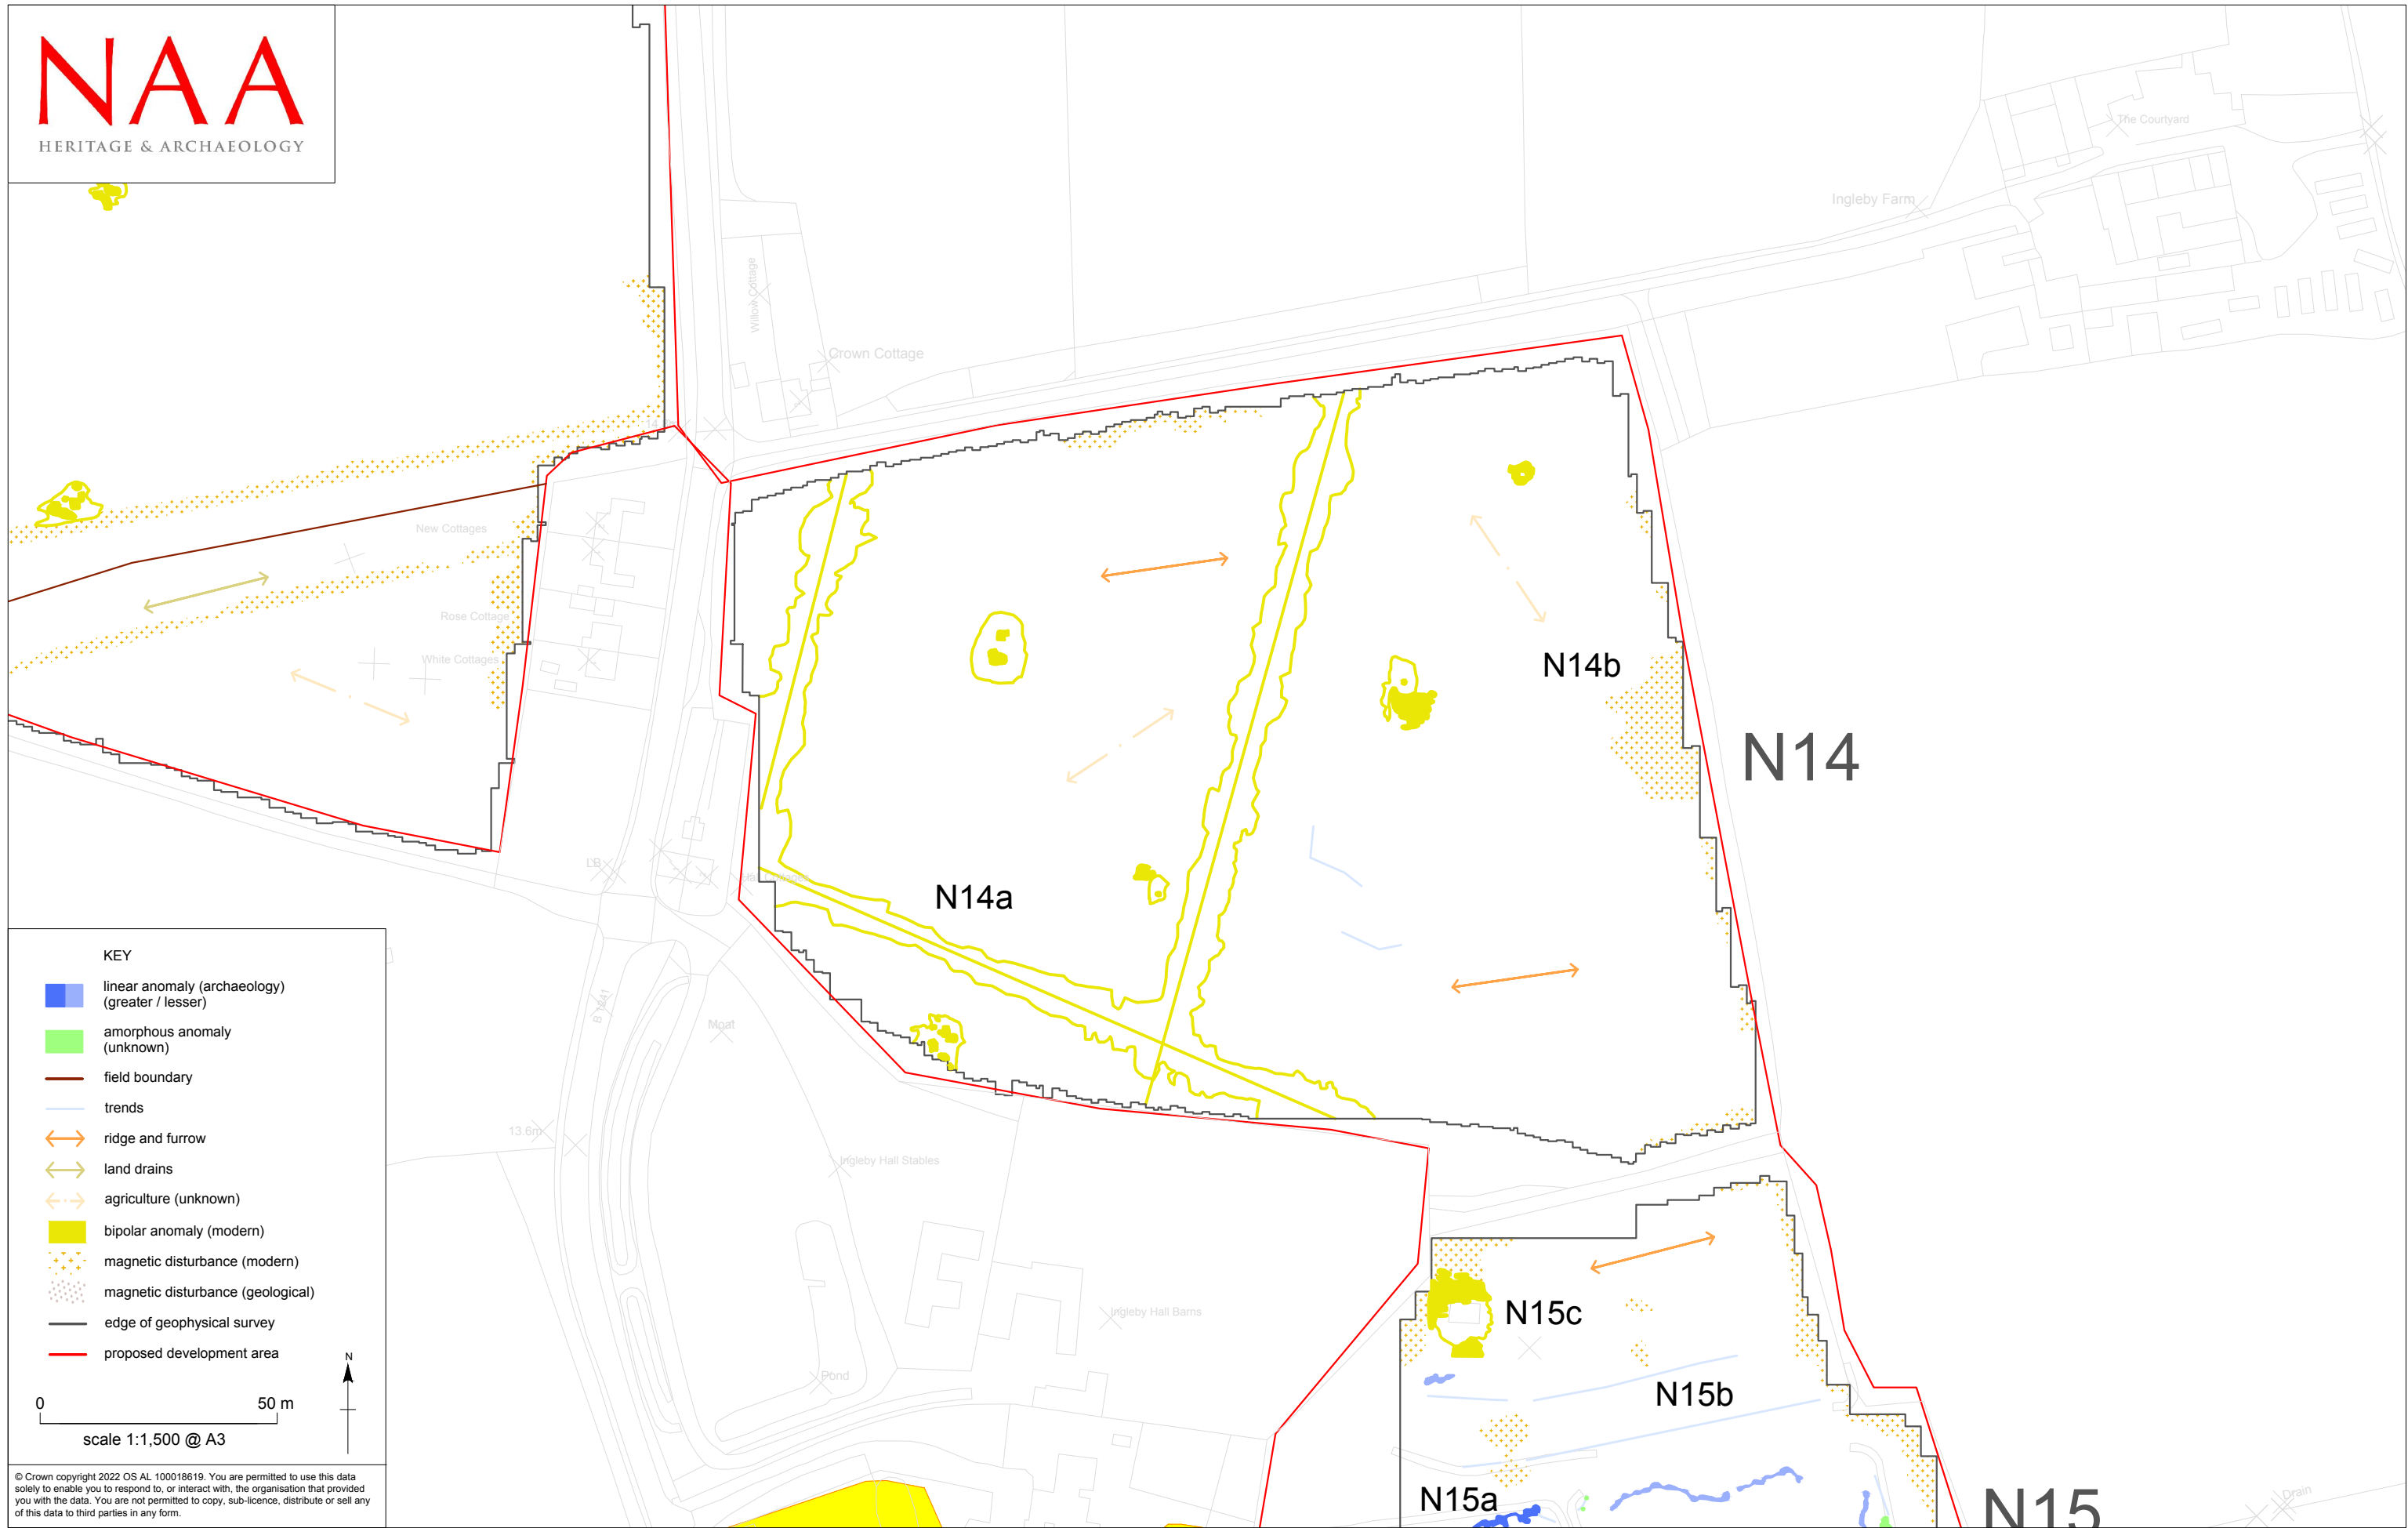 NAA
HERITAGE & ARCHAEOLOGY
The Courtyard
Ingleby Farm
Willow Cottage
Crown Cottage
New Cottages
Rose Cottage
White Cottages
N14b
N14
N14a
LB
Moat
13.6m
Ingleby Hall Stables
Ingleby Hall Barns
Pond
N15c
N15b
N15a
N15
Drain
KEY
linear anomaly (archaeology)
(greater / lesser)
amorphous anomaly
(unknown)
field boundary
trends
ridge and furrow
land drains
agriculture (unknown)
bipolar anomaly (modern)
magnetic disturbance (modern)
magnetic disturbance (geological)
edge of geophysical survey
proposed development area
N
0 50 m
scale 1:1,500 @ A3
© Crown copyright 2022 OS AL 100018619. You are permitted to use this data
solely to enable you to respond to, or interact with, the organisation that provided
you with the data. You are not permitted to copy, sub-licence, distribute or sell any
of this data to third parties in any form.